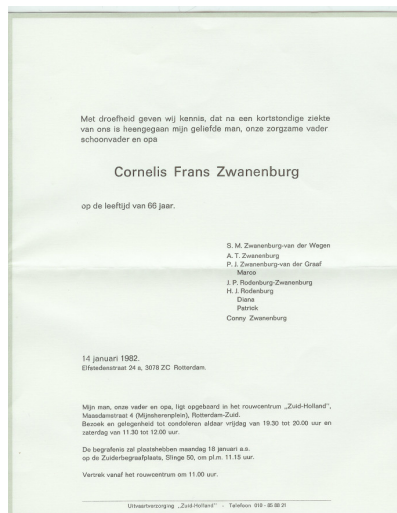 Met droefheid geven wij kennis, dat na een kortstondige ziekte
van ons is heengegaan mijn geliefde man, onze zorgzame vader
schoonvader en opa
Cornelis Frans Zwanenburg
op de leeftijd van 66 jaar.
S. M. Zwanenburg-van der Wegen
A. T. Zwanenburg
P. J. Zwanenburg-van der Graaf
Marco
J. P. Rodenburg-Zwanenburg
H. J. Rodenburg
Diana
Patrick
Conny Zwanenburg
14 januari 1982.
Elfstedenstraat 24 a, 3078 ZC Rotterdam.
Mijn man, onze vader en opa, ligt opgebaard in het rouwcentrum „Zuid-Holland”,
Maasdamstraat 4 (Mijnsherenplein), Rotterdam-Zuid.
Bezoek en gelegenheid tot condoleren aldaar vrijdag van 19.30 tot 20.00 uur en
zaterdag van 11.30 tot 12.00 uur.
De begrafenis zal plaatshebben maandag 18 januari a.s.
op de Zuiderbegraafplaats, Slinge 50, om pl.m. 11.15 uur.
Vertrek vanaf het rouwcentrum om 11.00 uur.
Uitvaartverzorging „Zuid-Holland” - Telefoon 010 - 85 88 21